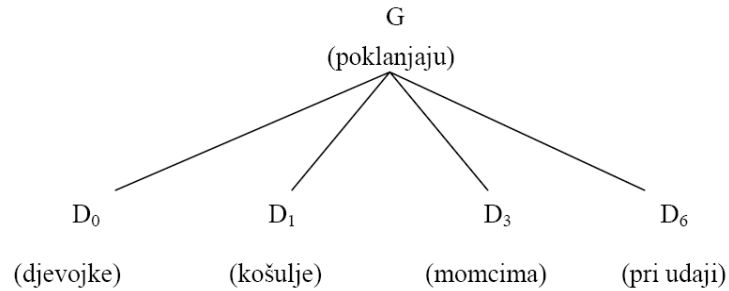 G
(poklanjaju)
D₀ D₁ D₃ D₆
(djevojke) (košulje) (momcima) (pri udaji)